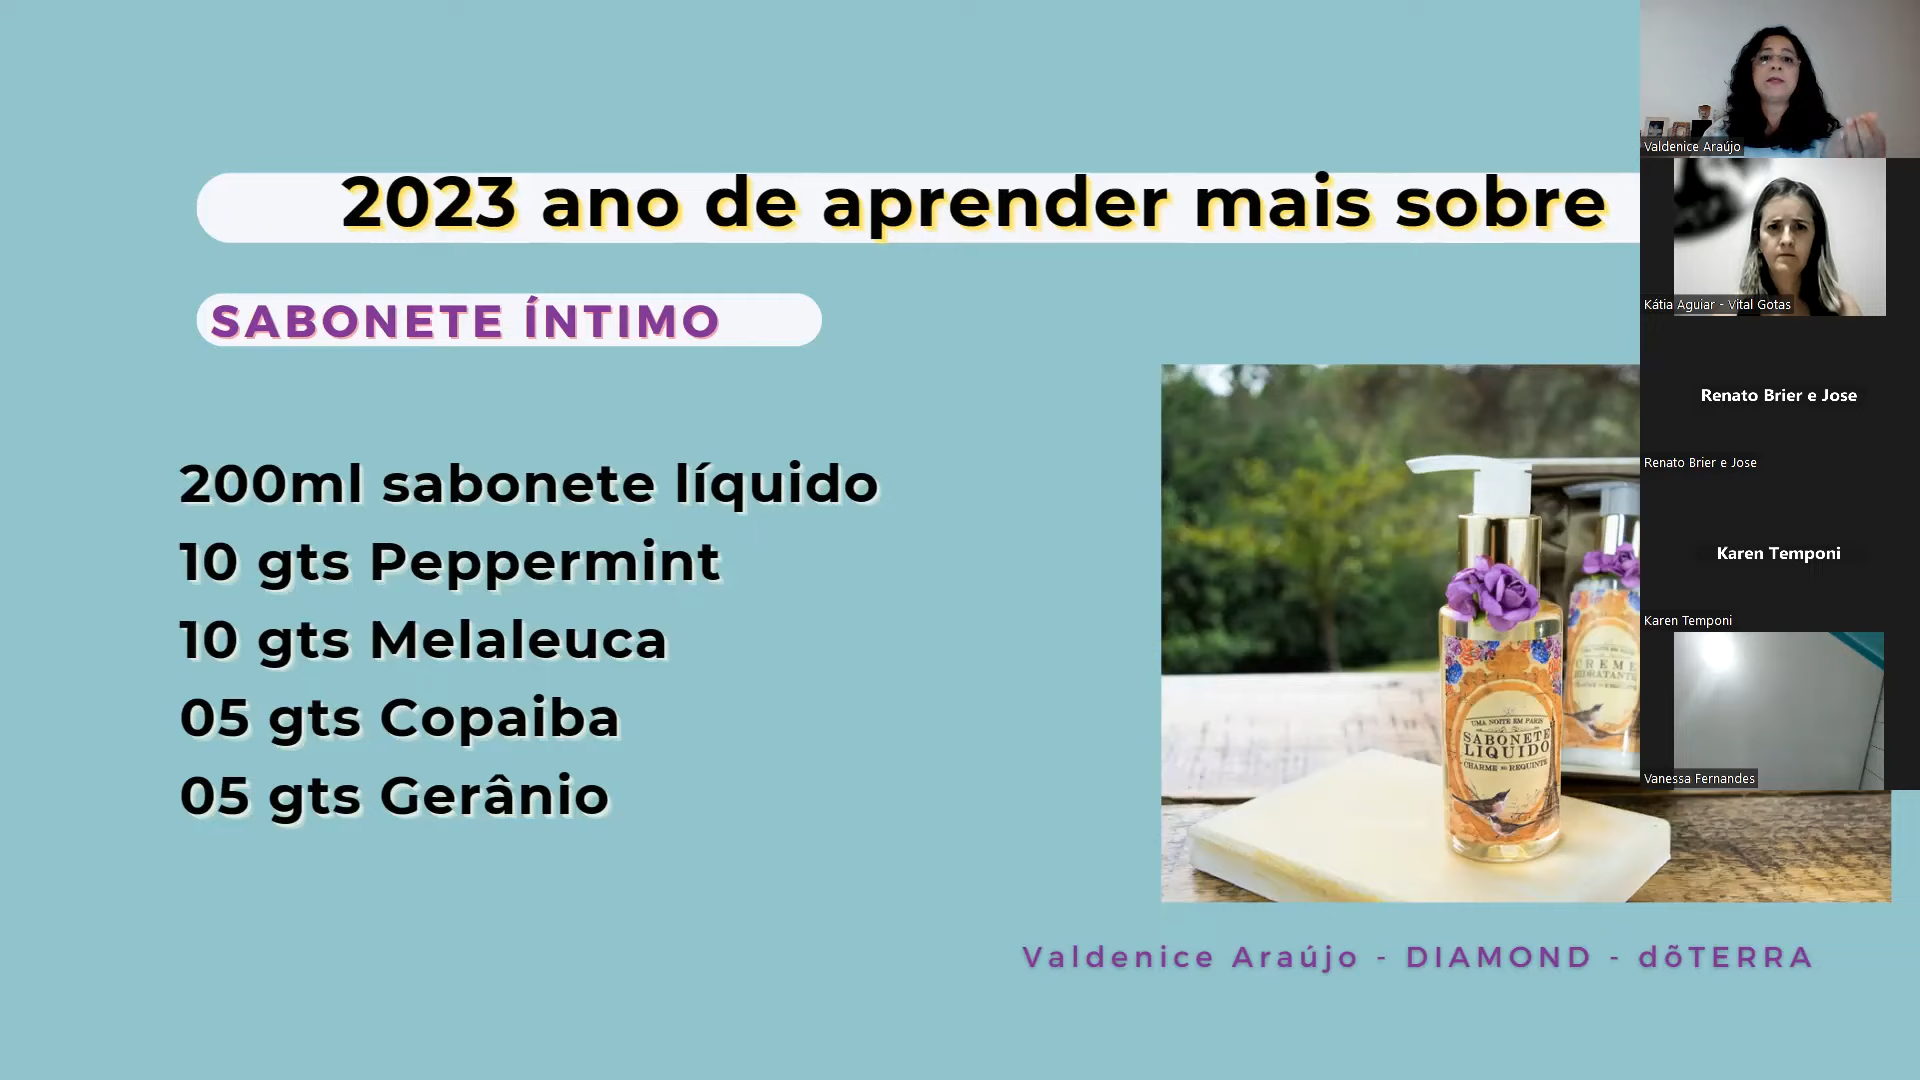 2023 ano de aprender mais sobre
SABONETE ÍNTIMO
200ml sabonete líquido
10 gts Peppermint
10 gts Melaleuca
05 gts Copaiba
05 gts Gerânio
UMA NOITE EM PARIS
SABONETE
LIQUIDO
CHARME E REQUINTE
CREME
HIDRATANTE
Valdenice Araújo - DIAMOND - dõTERRA
Valdenice Araújo
Kátia Aguiar - Vital Gotas
Renato Brier e Jose
Renato Brier e Jose
Karen Temponi
Karen Temponi
Vanessa Fernandes